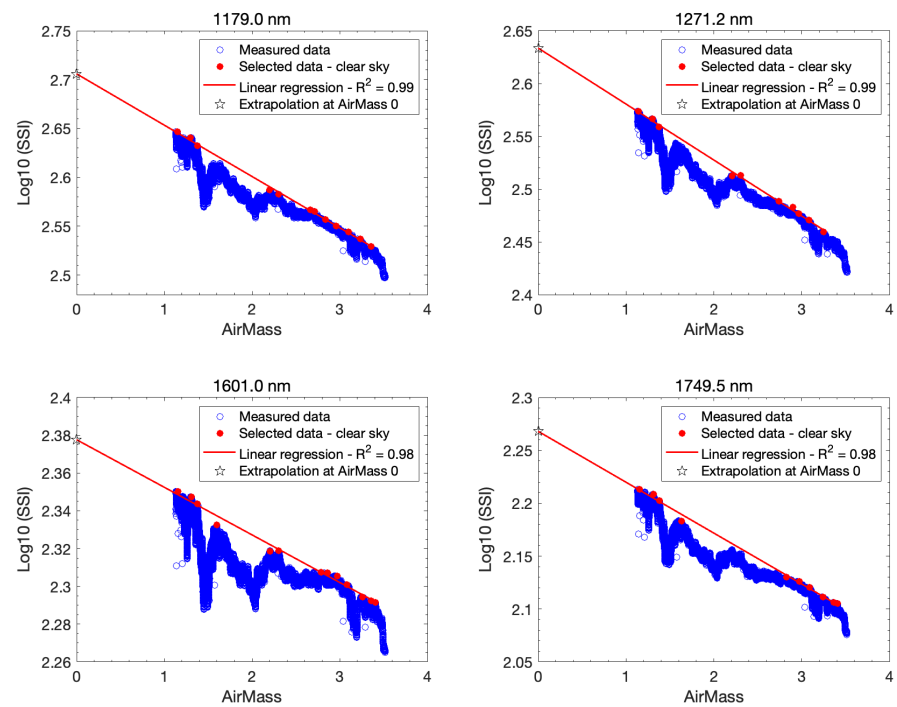 1179.0 nm
2.75
2.7
2.65
2.6
2.55
2.5
Log10 (SSI)
Measured data
Selected data - clear sky
Linear regression - R² = 0.99
Extrapolation at AirMass 0
0 1 2 3 4
AirMass
1271.2 nm
2.65
2.6
2.55
2.5
2.45
2.4
Log10 (SSI)
Measured data
Selected data - clear sky
Linear regression - R² = 0.99
Extrapolation at AirMass 0
0 1 2 3 4
AirMass
1601.0 nm
2.4
2.38
2.36
2.34
2.32
2.3
2.28
2.26
Log10 (SSI)
Measured data
Selected data - clear sky
Linear regression - R² = 0.98
Extrapolation at AirMass 0
0 1 2 3 4
AirMass
1749.5 nm
2.3
2.25
2.2
2.15
2.1
2.05
Log10 (SSI)
Measured data
Selected data - clear sky
Linear regression - R² = 0.98
Extrapolation at AirMass 0
0 1 2 3 4
AirMass